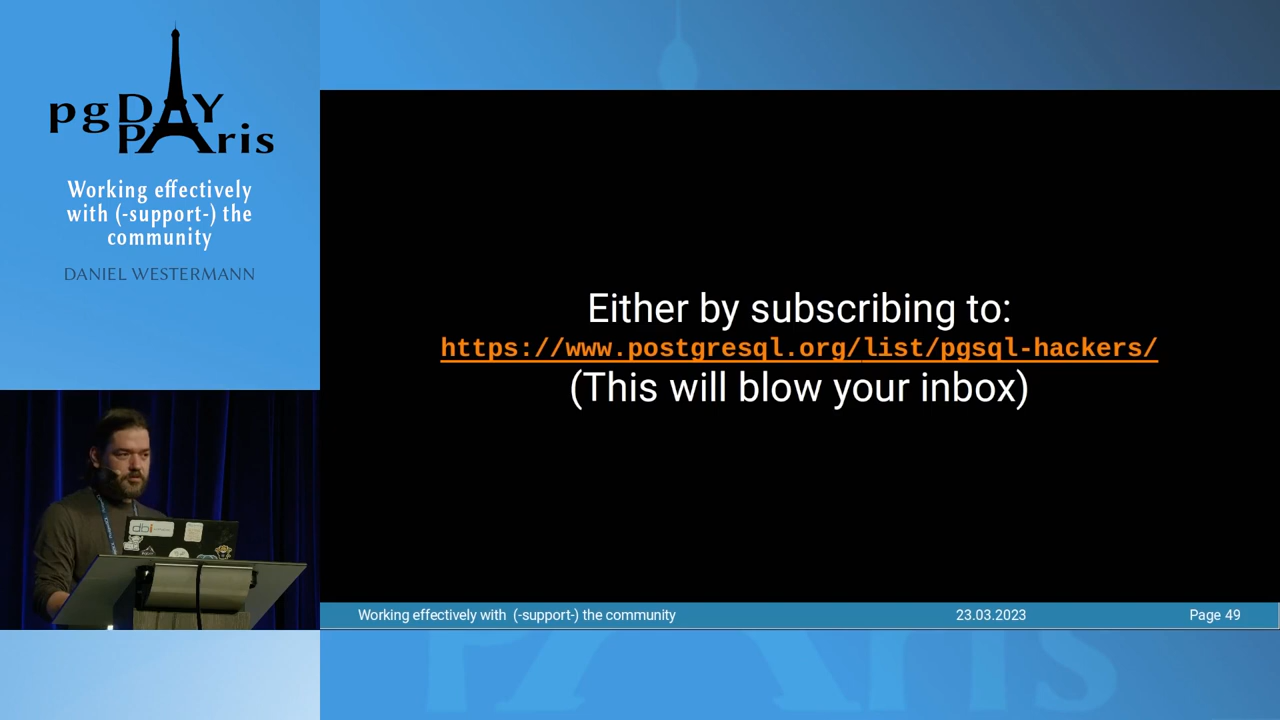 pgDAY
PAris
Working effectively
with (-support-) the
community
DANIEL WESTERMANN
Either by subscribing to:
https://www.postgresql.org/list/pgsql-hackers/
(This will blow your inbox)
dbi
Working effectively with (-support-) the community 23.03.2023 Page 49